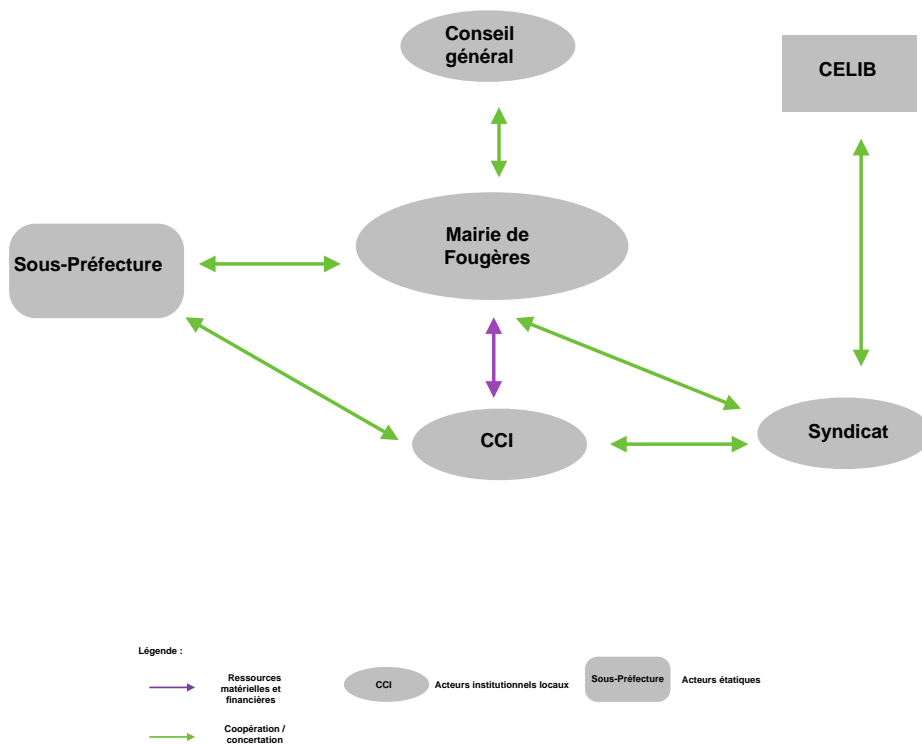 Conseil
général
CELIB
Mairie de
Fougères
Sous-Préfecture
CCI
Syndicat
Légende :
Ressources
matérielles et
financières
CCI
Acteurs institutionnels locaux
Sous-Préfecture
Acteurs étatiques
Coopération /
concertation